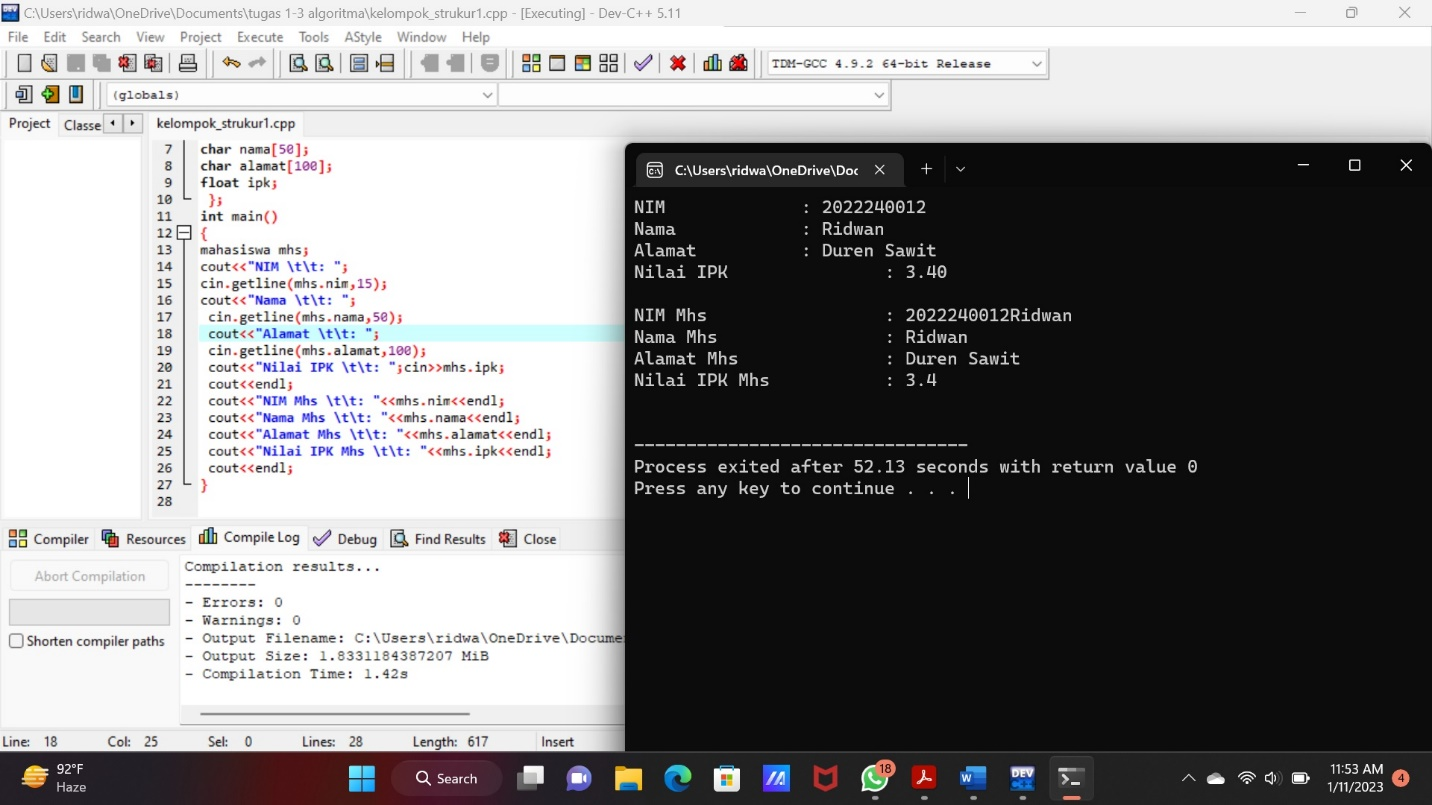 C:\Users\ridwa\OneDrive\Documents\tugas 1-3 algoritma\kelompok_strukur1.cpp - [Executing] - Dev-C++ 5.11
File Edit Search View Project Execute Tools AStyle Window Help
TDM-GCC 4.9.2 64-bit Release
(globals)
Project Classe kelompok_strukur1.cpp
7 char nama[50];
8 char alamat[100];
9 float ipk;
10 };
11 int main()
12 {
13 mahasiswa mhs;
14 cout<<"NIM \t\t: ";
15 cin.getline(mhs.nim,15);
16 cout<<"Nama \t\t: ";
17 cin.getline(mhs.nama,50);
18 cout<<"Alamat \t\t: ";
19 cin.getline(mhs.alamat,100);
20 cout<<"Nilai IPK \t\t: ";cin>>mhs.ipk;
21 cout<<endl;
22 cout<<"NIM Mhs \t\t: "<<mhs.nim<<endl;
23 cout<<"Nama Mhs \t\t: "<<mhs.nama<<endl;
24 cout<<"Alamat Mhs \t\t: "<<mhs.alamat<<endl;
25 cout<<"Nilai IPK Mhs \t\t: "<<mhs.ipk<<endl;
26 cout<<endl;
27 }
28
C:\Users\ridwa\OneDrive\Doc
NIM : 2022240012
Nama : Ridwan
Alamat : Duren Sawit
Nilai IPK : 3.40
NIM Mhs : 2022240012Ridwan
Nama Mhs : Ridwan
Alamat Mhs : Duren Sawit
Nilai IPK Mhs : 3.4
--------------------------------
Process exited after 52.13 seconds with return value 0
Press any key to continue . . .
Compiler Resources Compile Log Debug Find Results Close
Abort Compilation
Shorten compiler paths
Compilation results...
--------
- Errors: 0
- Warnings: 0
- Output Filename: C:\Users\ridwa\OneDrive\Docume
- Output Size: 1.8331184387207 MiB
- Compilation Time: 1.42s
Line: 18 Col: 25 Sel: 0 Lines: 28 Length: 617 Insert
92°F
Haze
Search
18
DEV
11:53 AM
1/11/2023
4